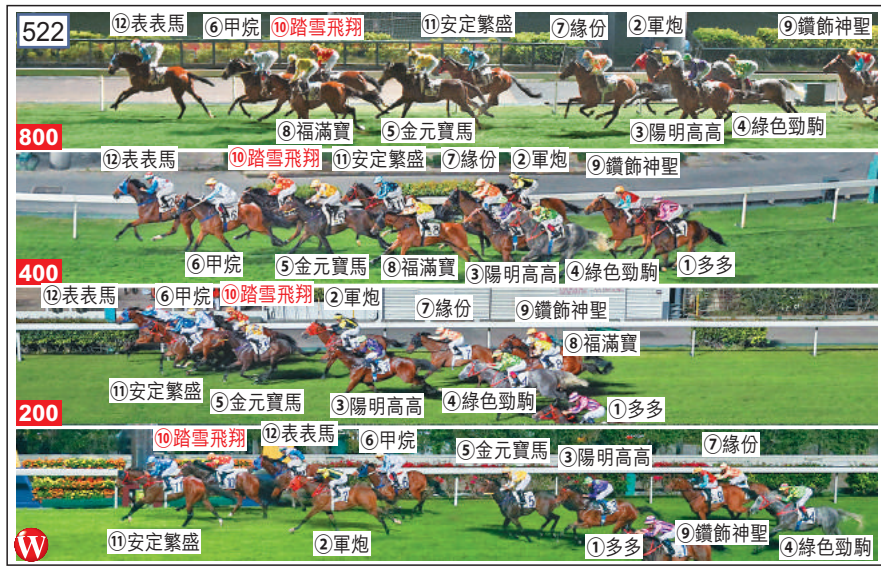 522
⑫表表馬 ⑥甲烷 ⑩踏雪飛翔 ⑪安定繁盛 ⑦緣份 ②軍炮 ⑨鑽飾神聖
⑧福滿寶 ⑤金元寶馬 ③陽明高高 ④綠色勁駒
800
⑫表表馬 ⑩踏雪飛翔 ⑪安定繁盛 ⑦緣份 ②軍炮 ⑨鑽飾神聖
⑥甲烷 ⑤金元寶馬 ⑧福滿寶 ③陽明高高 ④綠色勁駒 ①多多
400
⑫表表馬 ⑥甲烷 ⑩踏雪飛翔 ②軍炮 ⑦緣份 ⑨鑽飾神聖
⑧福滿寶
⑪安定繁盛 ⑤金元寶馬 ③陽明高高 ④綠色勁駒 ①多多
200
⑩踏雪飛翔 ⑫表表馬 ⑥甲烷 ⑤金元寶馬 ③陽明高高 ⑦緣份
⑪安定繁盛 ②軍炮 ①多多 ⑨鑽飾神聖 ④綠色勁駒
W